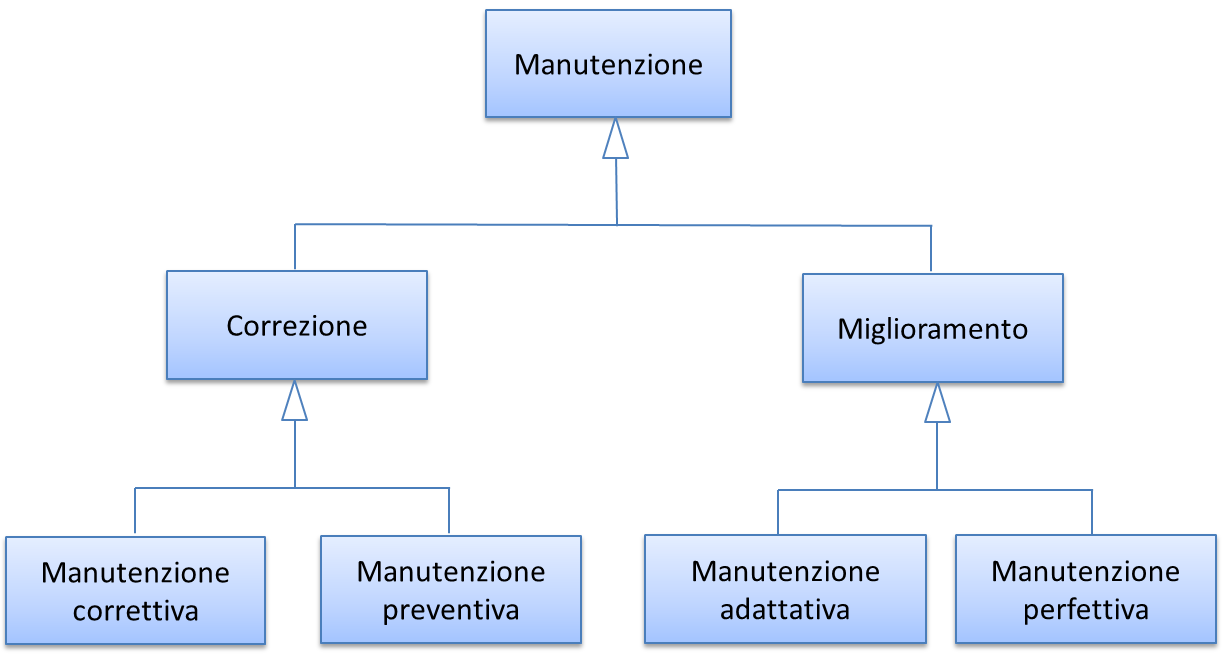 Manutenzione
Correzione
Miglioramento
Manutenzione
correttiva
Manutenzione
preventiva
Manutenzione
adattativa
Manutenzione
perfettiva